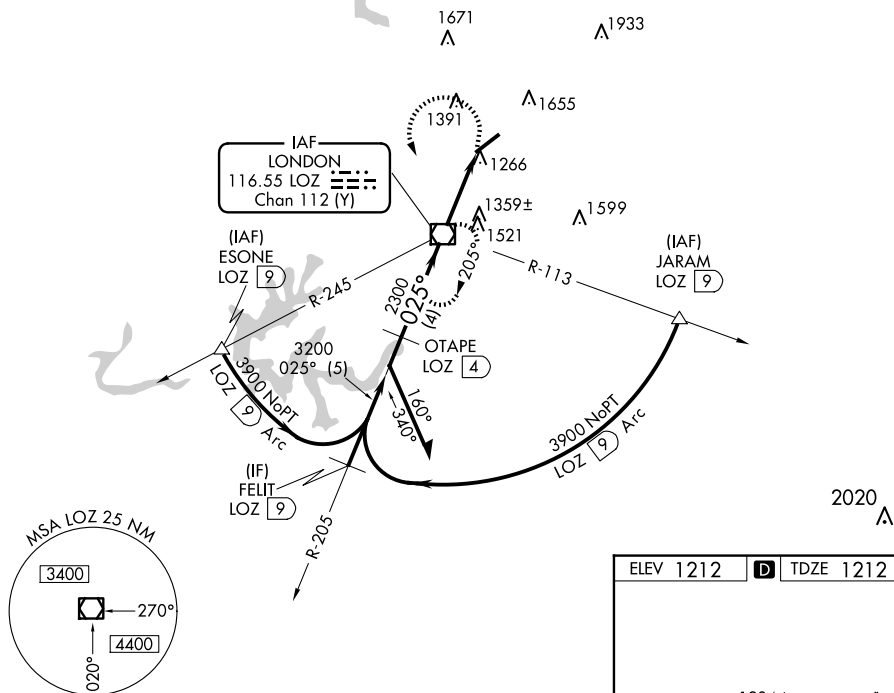 1671
1933
1391
1655
IAF
LONDON
116.55 LOZ
Chan 112 (Y)
1266
1359±
1521
1599
(IAF)
ESONE
LOZ 9
(IAF)
JARAM
LOZ 9
R-245
R-113
205°
2300
025°
(4)
3200
025° (5)
OTAPE
LOZ 4
3900 NoPT
LOZ 9 Arc
160°
340°
3900 NoPT
LOZ 9 Arc
(IF)
FELIT
LOZ 9
R-205
2020
MSA LOZ 25 NM
3400
270°
4400
020°
ELEV 1212 D TDZE 1212